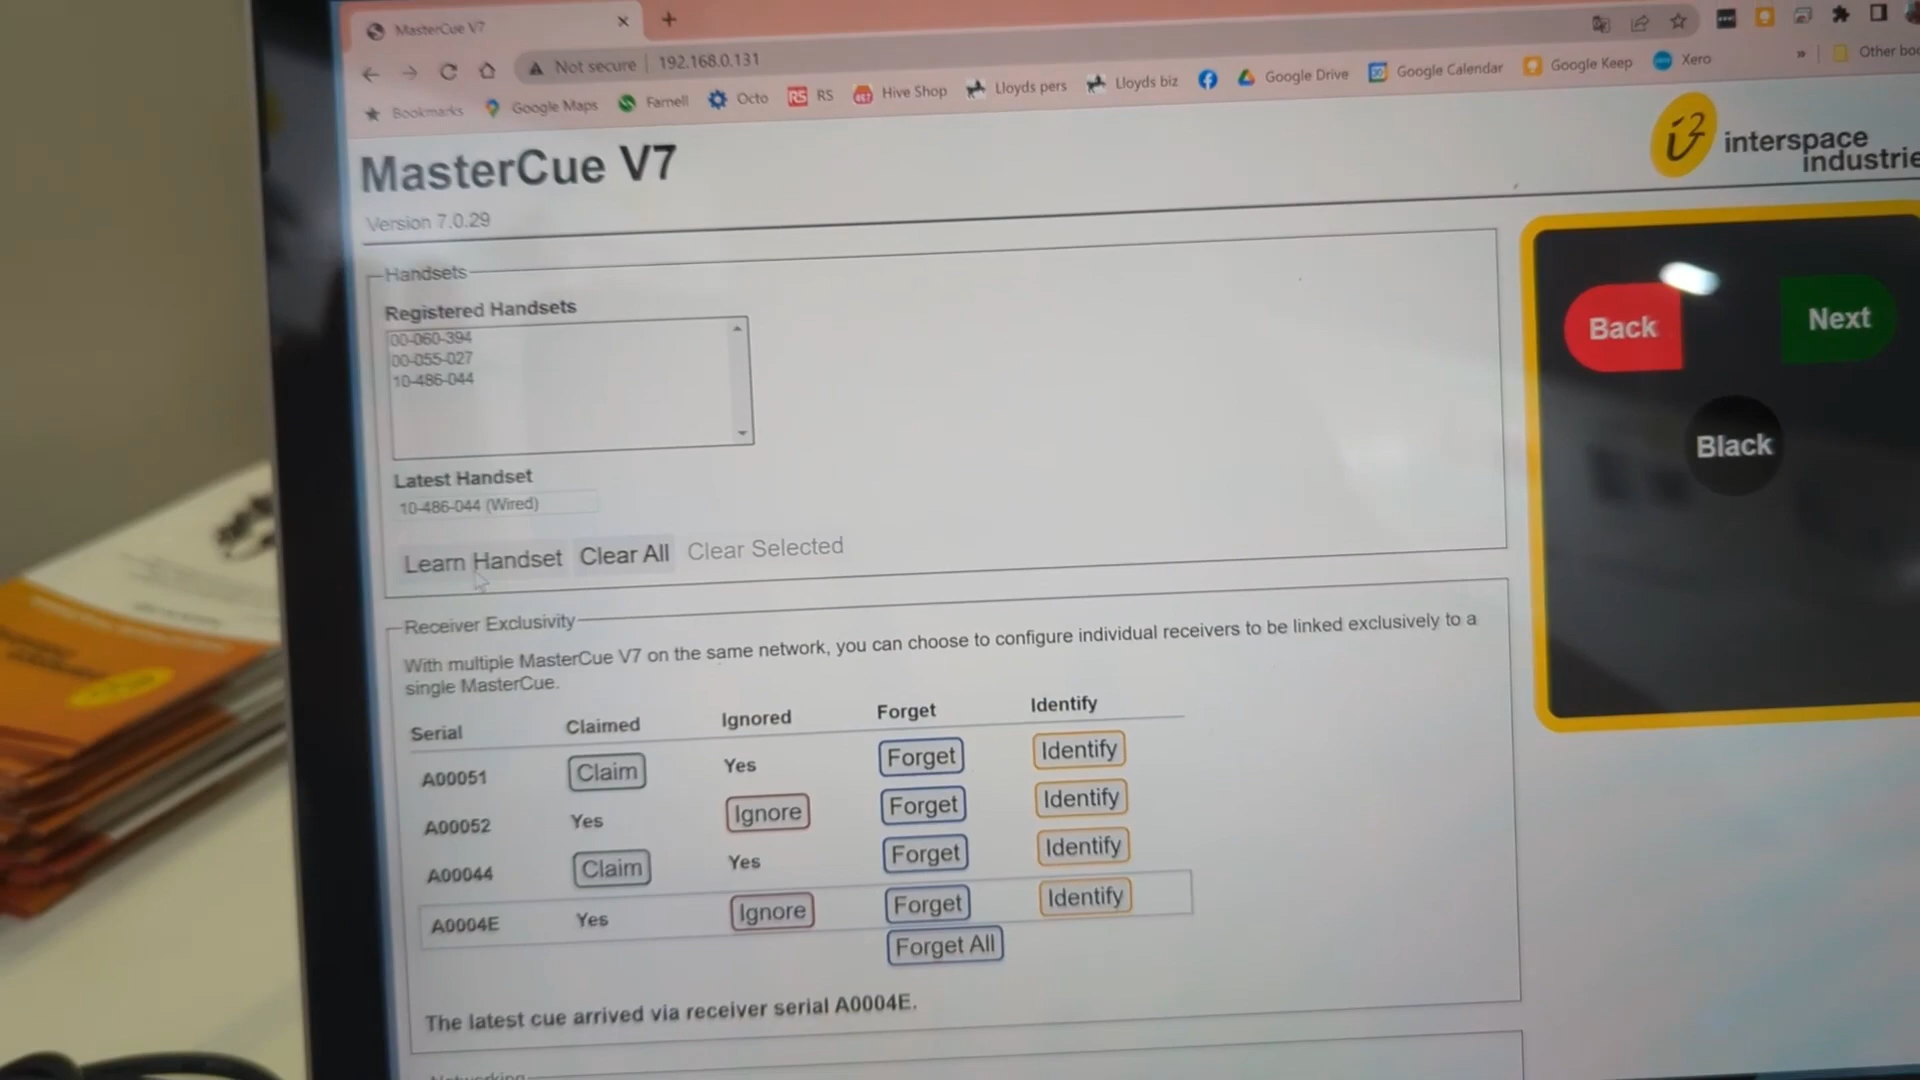 MasterCue V7
Not secure | 192.168.0.131
Bookmarks Google Maps Farnell Octo RS RS Hive Shop Lloyds pers Lloyds biz Google Drive Google Calendar Google Keep Xero » Other boo
MasterCue V7
interspace
industrie
Version 7.0.29
Handsets
Registered Handsets
00-060-394
00-055-027
10-486-044
Latest Handset
10-486-044 (Wired)
Learn Handset Clear All Clear Selected
Back Next
Black
Receiver Exclusivity
With multiple MasterCue V7 on the same network, you can choose to configure individual receivers to be linked exclusively to a
single MasterCue.
Serial Claimed Ignored Forget Identify
A00051 Claim Yes Forget Identify
A00052 Yes Ignore Forget Identify
A00044 Claim Yes Forget Identify
A0004E Yes Ignore Forget Identify
Forget All
The latest cue arrived via receiver serial A0004E.
Networking